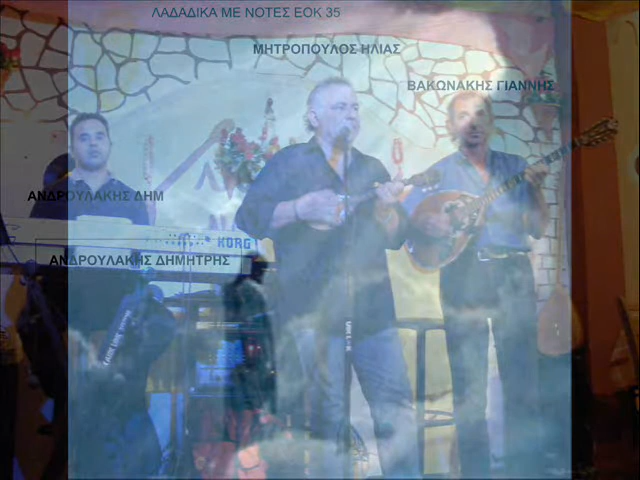 ΛΑΔΑΔΙΚΑ ΜΕ ΝΟΤΕΣ ΕΟΚ 35
ΜΗΤΡΟΠΟΥΛΟΣ ΗΛΙΑΣ
ΒΑΚΩΝΑΚΗΣ ΓΙΑΝΝΗΣ
ΑΝΔΡΟΥΛΑΚΗΣ ΔΗΜ
KORG
ΑΝΔΡΟΥΛΑΚΗΣ ΔΗΜΗΤΡΗΣ